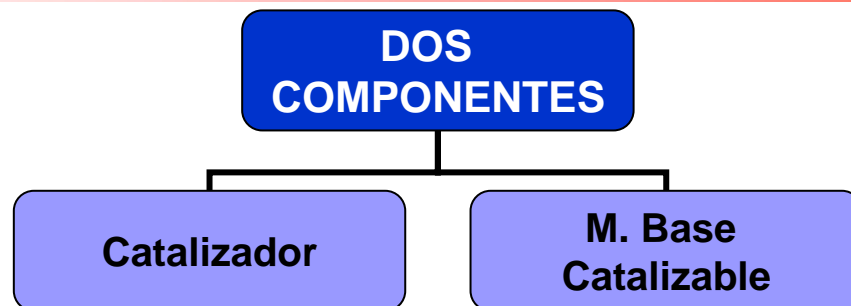 DOS
COMPONENTES
Catalizador
M. Base
Catalizable